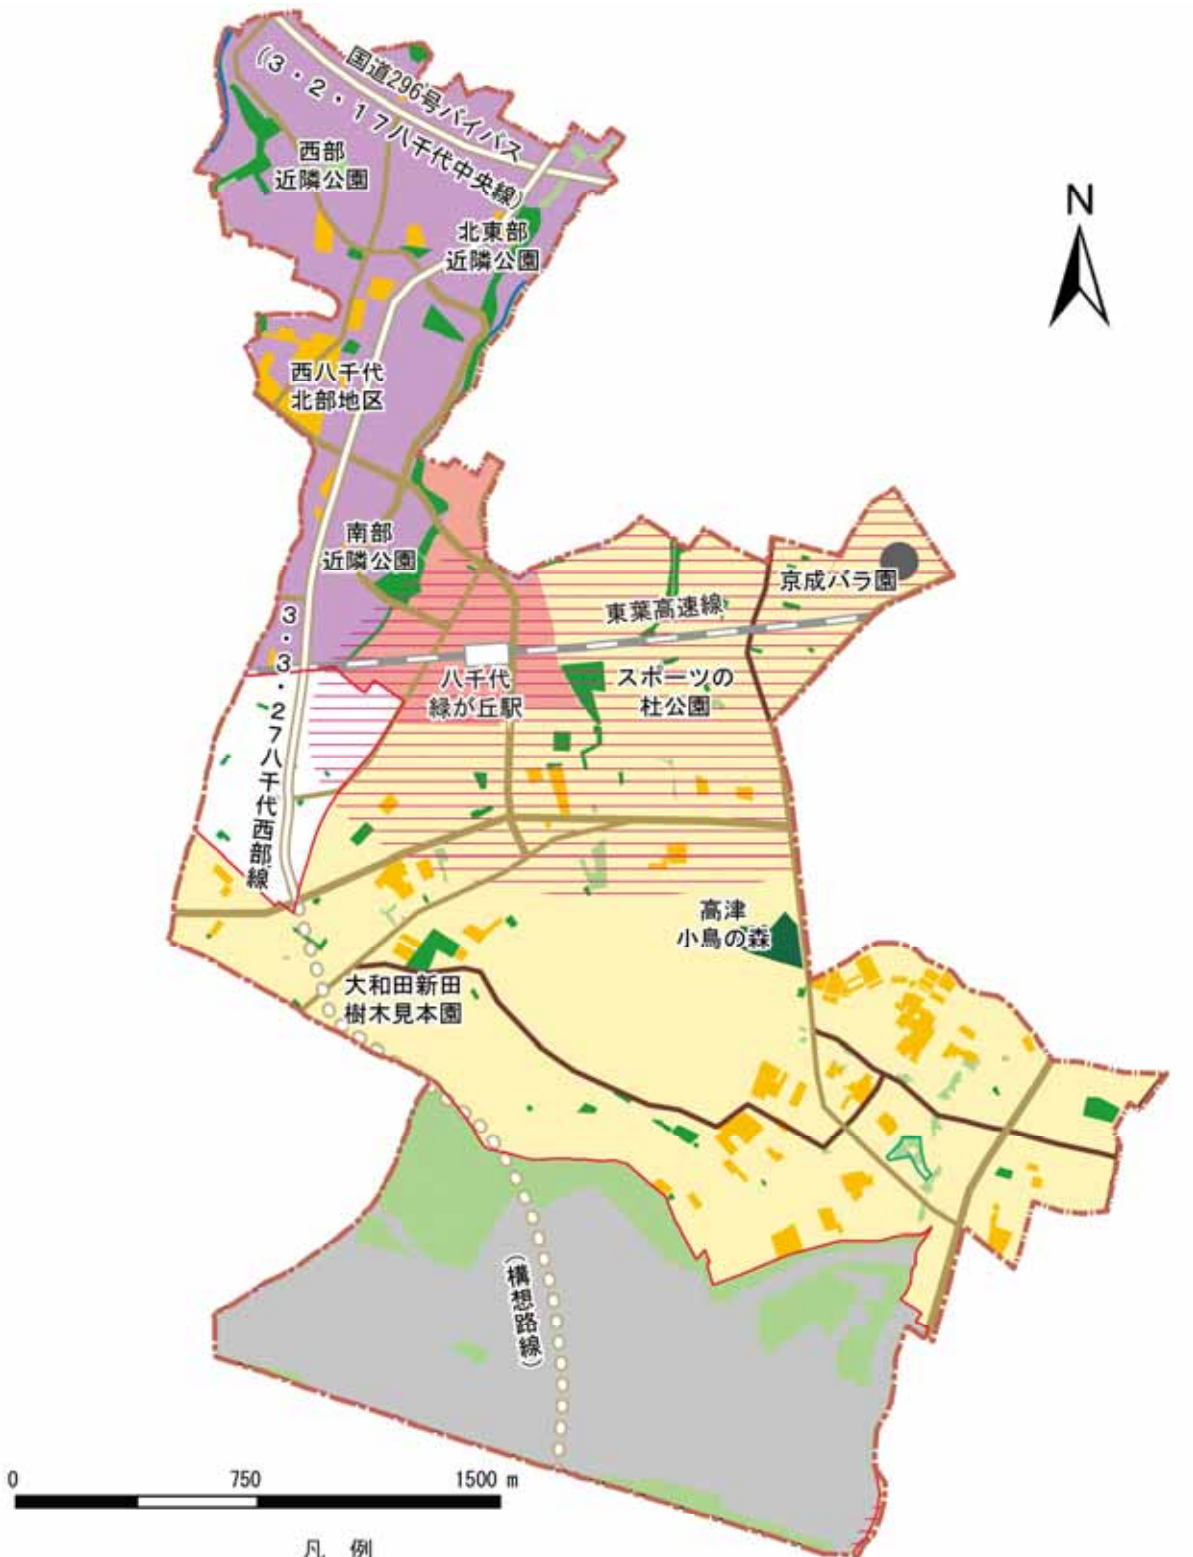 国道296号バイパス
(3・2・17八千代中央線)
西部
近隣公園
N
北東部
近隣公園
西八千代
北部地区
南部
近隣公園
京成バラ園
東葉高速線
3・3・27八千代西部線
八千代
緑が丘駅
スポーツの
杜公園
高津
小鳥の森
大和田新田
樹木見本園
(構想路線)
0 750 1500 m
凡 例